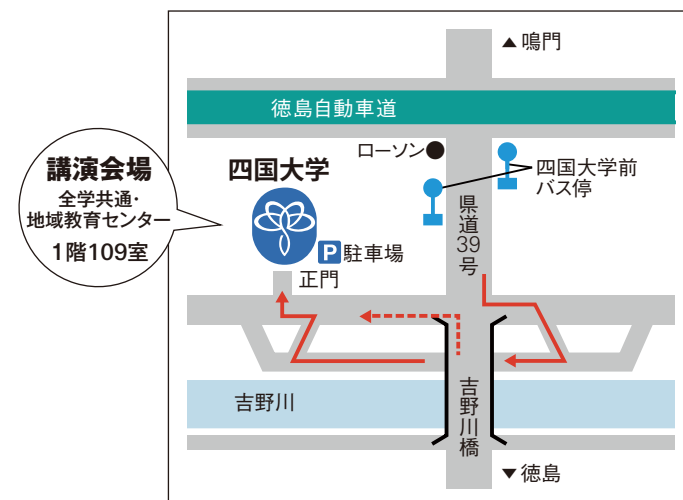 ▲鳴門
徳島自動車道
ローソン
四国大学前
バス停
講演会場
全学共通・
地域教育センター
1階109室
四国大学
県道39号
P駐車場
正門
吉野川
吉野川橋
▼徳島